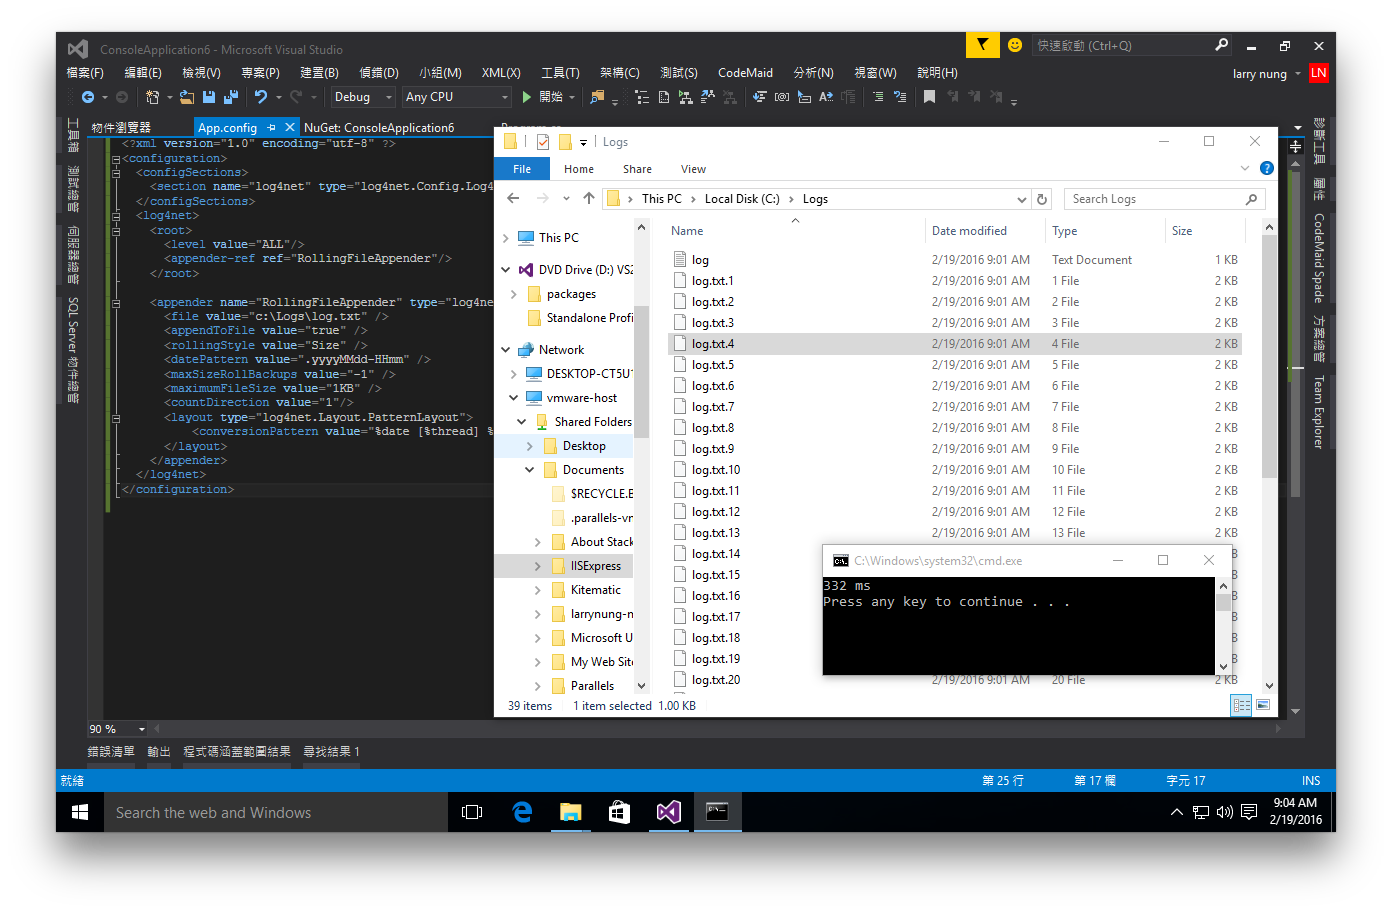 ConsoleApplication6 - Microsoft Visual Studio
快速啟動 (Ctrl+Q)
檔案(F) 編輯(E) 檢視(V) 專案(P) 建置(B) 偵錯(D) 小組(M) XML(X) 工具(T) 架構(C) 測試(S) CodeMaid 分析(N) 視窗(W) 說明(H) larry nung LN
Debug Any CPU 開始
物件瀏覽器 App.config NuGet: ConsoleApplication6
工具箱
測試總管
伺服器總管
SQL Server 物件總管
<?xml version="1.0" encoding="utf-8" ?>
<configuration>
<configSections>
<section name="log4net" type="log4net.Config.Log4
</configSections>
<log4net>
<root>
<level value="ALL"/>
<appender-ref ref="RollingFileAppender"/>
</root>
<appender name="RollingFileAppender" type="log4ne
<file value="c:\Logs\log.txt" />
<appendToFile value="true" />
<rollingStyle value="Size" />
<datePattern value=".yyyyMMdd-HHmm" />
<maxSizeRollBackups value="-1" />
<maximumFileSize value="1KB" />
<countDirection value="1"/>
<layout type="log4net.Layout.PatternLayout">
<conversionPattern value="%date [%thread] %
</layout>
</appender>
</log4net>
</configuration>
Logs
File Home Share View
This PC Local Disk (C:) Logs
Search Logs
This PC
DVD Drive (D:) VS2
packages
Standalone Profi
Network
DESKTOP-CT5U1
vmware-host
Shared Folders
Desktop
Documents
$RECYCLE.B
.parallels-vr
About Stack
IISExpress
Kitematic
larrynung-n
Microsoft U
My Web Site
Parallels
Name Date modified Type Size
log 2/19/2016 9:01 AM Text Document 1 KB
log.txt.1 2/19/2016 9:01 AM 1 File 2 KB
log.txt.2 2/19/2016 9:01 AM 2 File 2 KB
log.txt.3 2/19/2016 9:01 AM 3 File 2 KB
log.txt.4 2/19/2016 9:01 AM 4 File 2 KB
log.txt.5 2/19/2016 9:01 AM 5 File 2 KB
log.txt.6 2/19/2016 9:01 AM 6 File 2 KB
log.txt.7 2/19/2016 9:01 AM 7 File 2 KB
log.txt.8 2/19/2016 9:01 AM 8 File 2 KB
log.txt.9 2/19/2016 9:01 AM 9 File 2 KB
log.txt.10 2/19/2016 9:01 AM 10 File 2 KB
log.txt.11 2/19/2016 9:01 AM 11 File 2 KB
log.txt.12 2/19/2016 9:01 AM 12 File 2 KB
log.txt.13 2/19/2016 9:01 AM 13 File 2 KB
log.txt.14
log.txt.15
log.txt.16
log.txt.17
log.txt.18
log.txt.19
log.txt.20 2/19/2016 9:01 AM 20 File 2 KB
39 items 1 item selected 1.00 KB
C:\Windows\system32\cmd.exe
332 ms
Press any key to continue . . .
診斷工具
屬性
CodeMaid Spade
方案總管
Team Explorer
90 %
錯誤清單 輸出 程式碼涵蓋範圍結果 尋找結果 1
就緒 第 25 行 第 17 欄 字元 17 INS
Search the web and Windows
9:04 AM
2/19/2016